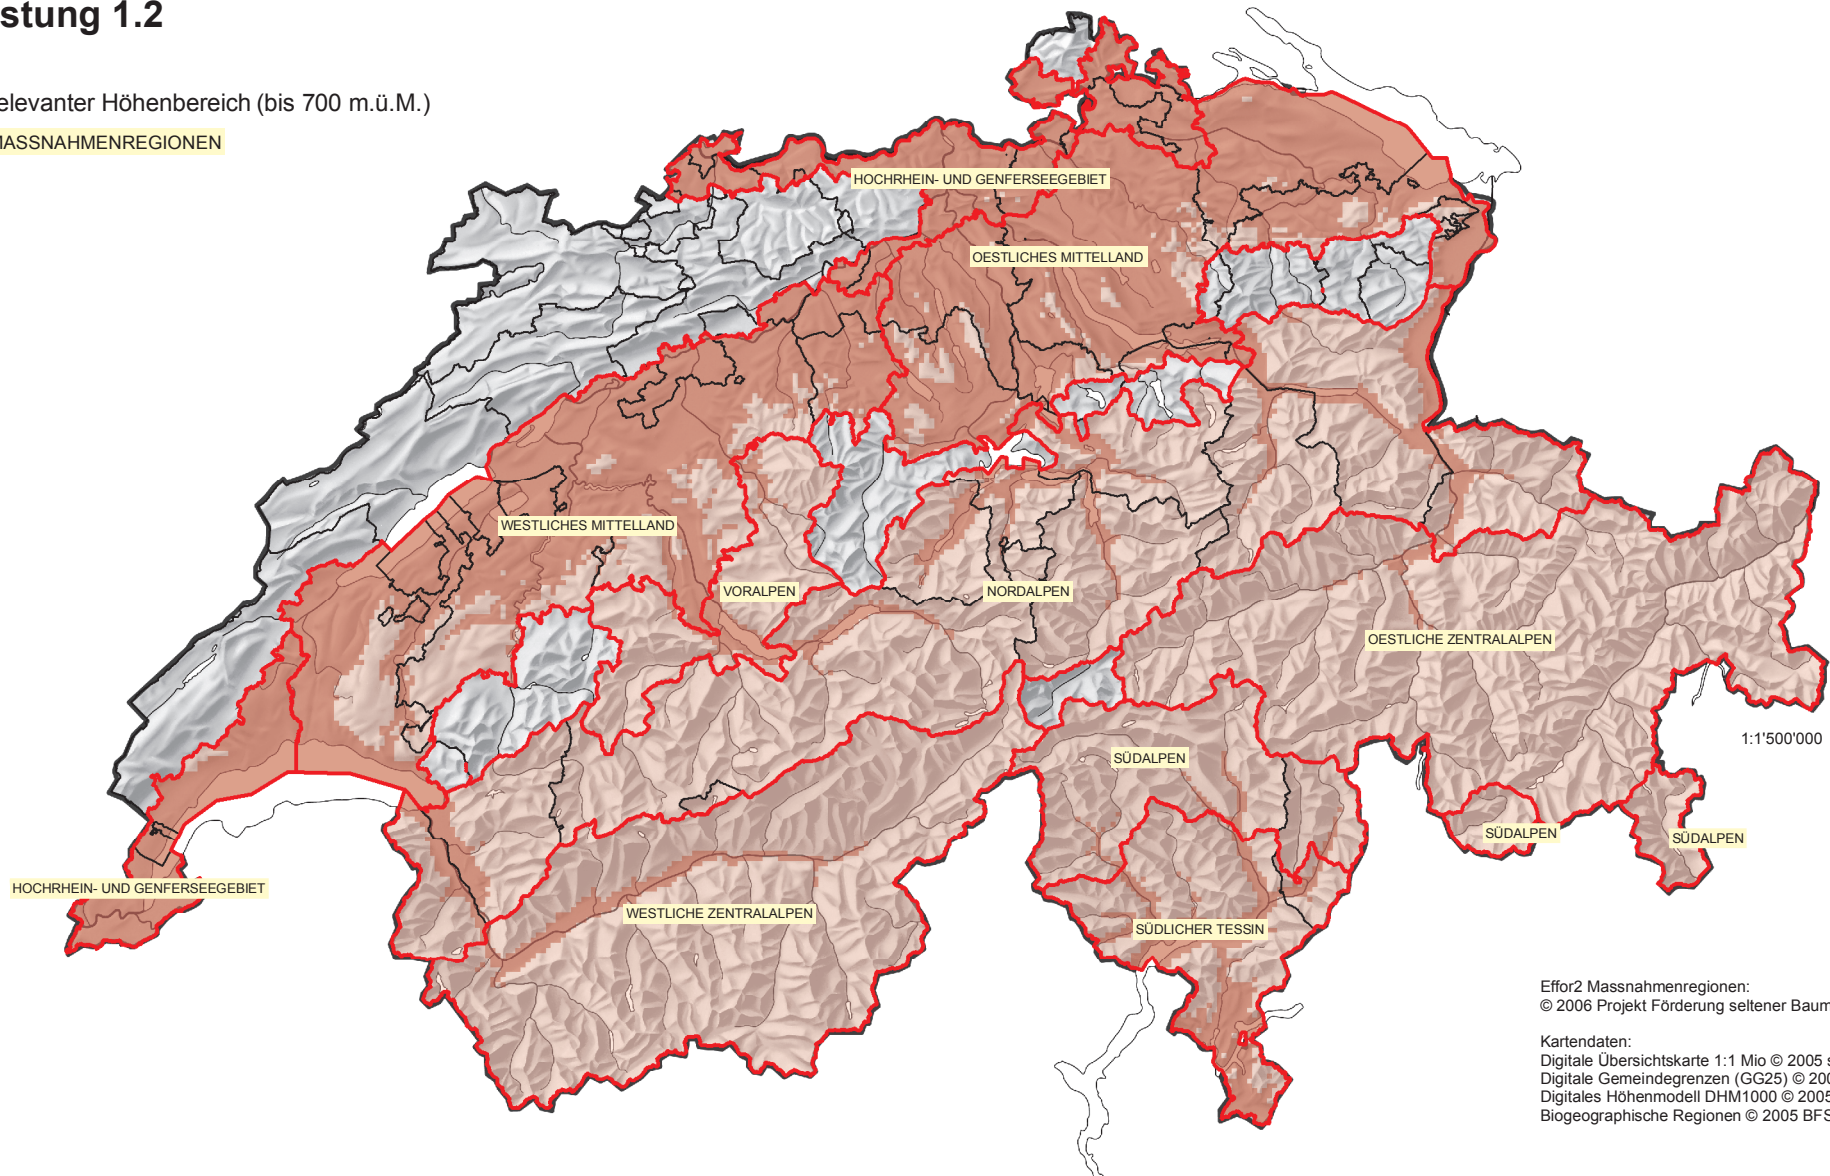 stung 1.2
elevanter Höhenbereich (bis 700 m.ü.M.)
MASSNAHMENREGIONEN
HOCHRHEIN- UND GENFERSEEGEBIET
OESTLICHES MITTELLAND
WESTLICHES MITTELLAND
VORALPEN
NORDALPEN
OESTLICHE ZENTRALALPEN
1:1'500'000
SÜDALPEN
SÜDALPEN
SÜDALPEN
HOCHRHEIN- UND GENFERSEEGEBIET
WESTLICHE ZENTRALALPEN
SÜDLICHER TESSIN
Effor2 Massnahmenregionen:
© 2006 Projekt Förderung seltener Baum
Kartendaten:
Digitale Übersichtskarte 1:1 Mio © 2005 s
Digitale Gemeindegrenzen (GG25) © 200
Digitales Höhenmodell DHM1000 © 2005
Biogeographische Regionen © 2005 BFS